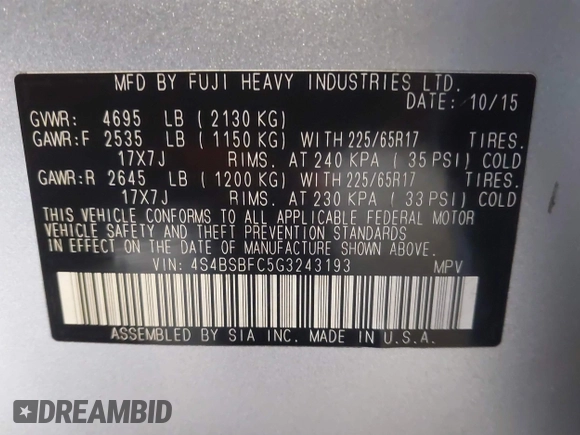 MFD BY FUJI HEAVY INDUSTRIES LTD.
DATE: 10/15
GVWR: 4695 LB ( 2130 KG)
GAWR:F 2535 LB ( 1150 KG) WITH 225/65R17 TIRES.
17X7J RIMS. AT 240 KPA ( 35 PSI) COLD
GAWR:R 2645 LB ( 1200 KG) WITH 225/65R17 TIRES.
17X7J RIMS. AT 230 KPA ( 33 PSI) COLD
THIS VEHICLE CONFORMS TO ALL APPLICABLE FEDERAL MOTOR
VEHICLE SAFETY AND THEFT PREVENTION STANDARDS
IN EFFECT ON THE DATE OF MANUFACTURE SHOWN ABOVE.
VIN: 4S4BSBFC5G3243193 MPV
ASSEMBLED BY SIA INC. MADE IN U.S.A.
DREAMBID